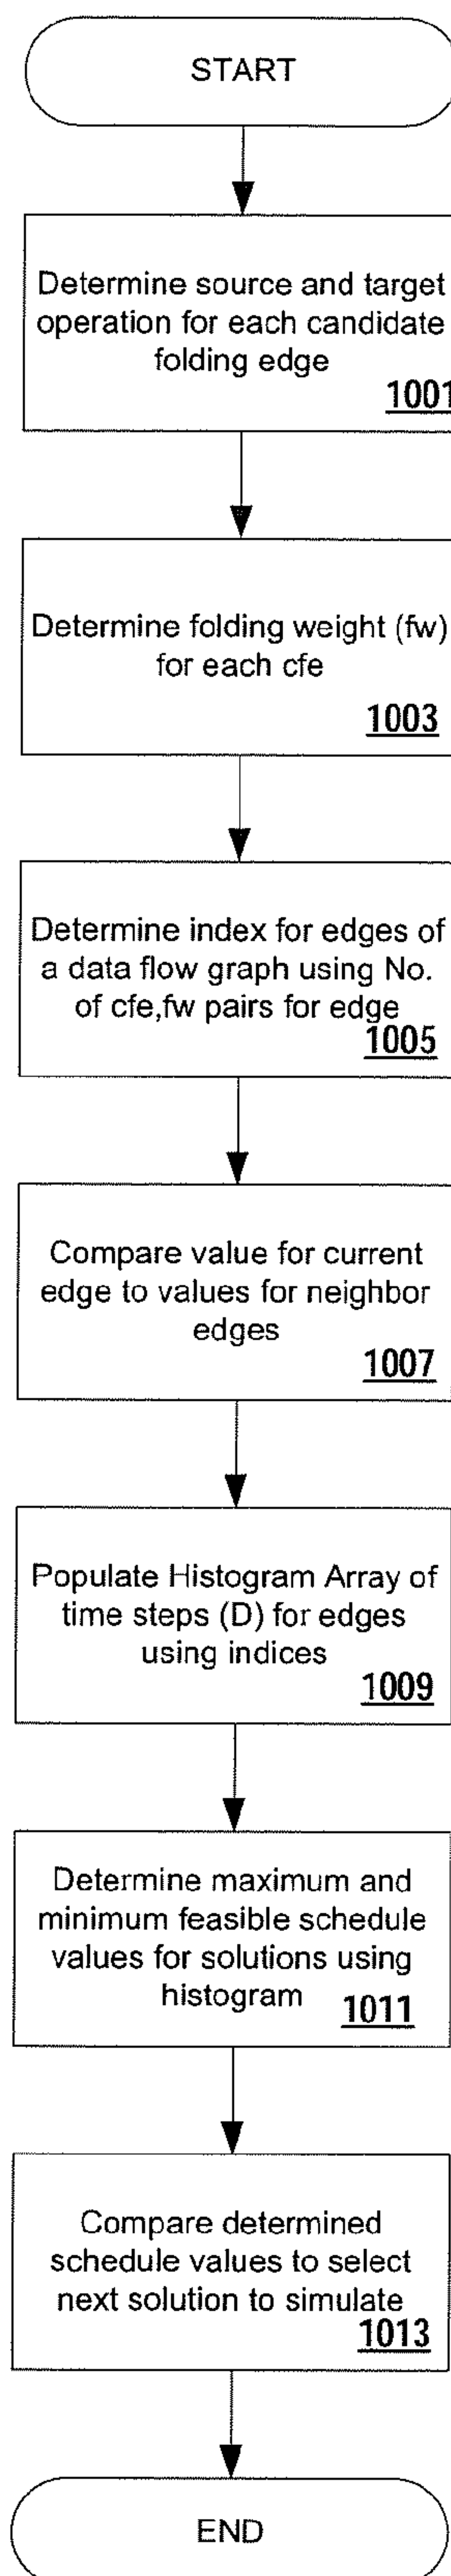 START
Determine source and target
operation for each candidate
folding edge
1001
Determine folding weight (fw)
for each cfe
1003
Determine index for edges of
a data flow graph using No.
of cfe,fw pairs for edge
1005
Compare value for current
edge to values for neighbor
edges
1007
Populate Histogram Array of
time steps (D) for edges
using indices
1009
Determine maximum and
minimum feasible schedule
values for solutions using
histogram
1011
Compare determined
schedule values to select
next solution to simulate
1013
END